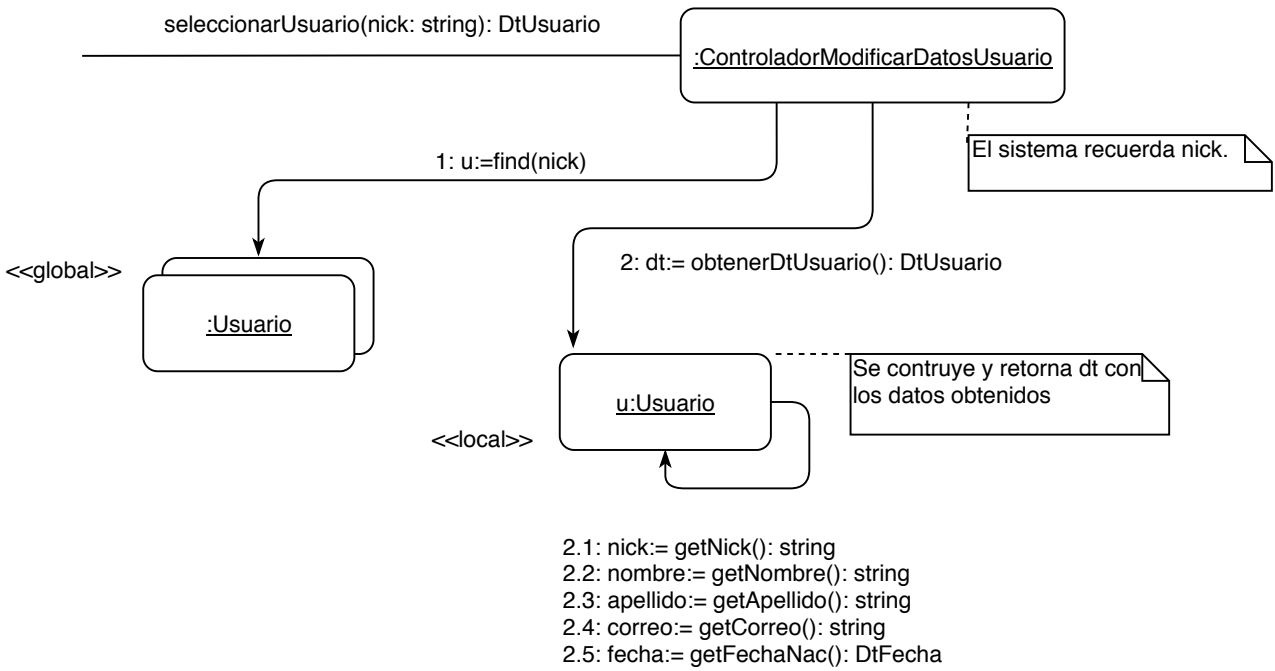 seleccionarUsuario(nick: string): DtUsuario
:ControladorModificarDatosUsuario
El sistema recuerda nick.
1: u:=find(nick)
<<global>>
2: dt:= obtenerDtUsuario(): DtUsuario
:Usuario
Se contruye y retorna dt con
los datos obtenidos
u:Usuario
<<local>>
2.1: nick:= getNick(): string
2.2: nombre:= getNombre(): string
2.3: apellido:= getApellido(): string
2.4: correo:= getCorreo(): string
2.5: fecha:= getFechaNac(): DtFecha